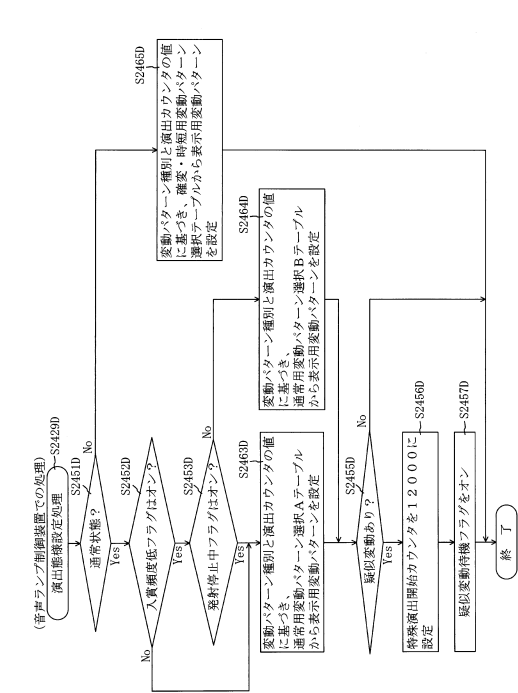 (音声ランプ制御装置での処理)
演出態様設定処理
S2429D
S2451D
通常状態?
No
Yes
S2452D
入賞頻度低フラグはオン?
No
Yes
S2453D
発射停止中フラグはオン?
No
Yes
S2463D
変動パターン種別と演出カウンタの値
に基づき、
通常用変動パターン選択Aテーブル
から表示用変動パターンを設定
S2464D
変動パターン種別と演出カウンタの値
に基づき、
通常用変動パターン選択Bテーブル
から表示用変動パターンを設定
S2465D
変動パターン種別と演出カウンタの値
に基づき、確変・時短用変動パターン
選択テーブルから表示用変動パターン
を設定
S2455D
疑似変動あり?
No
Yes
S2456D
特殊演出開始カウンタを12000に
設定
S2457D
疑似変動待機フラグをオン
終了